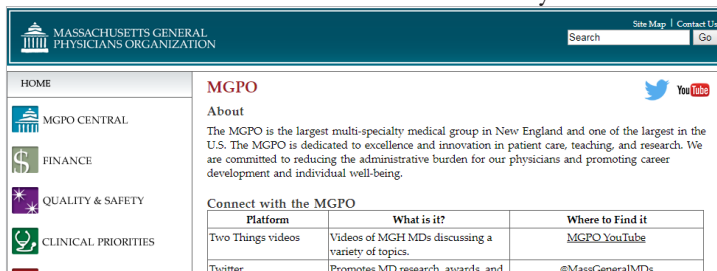 Site Map | Contact Us
MASSACHUSETTS GENERAL
PHYSICIANS ORGANIZATION
Search
Go
HOME
MGPO CENTRAL
FINANCE
QUALITY & SAFETY
CLINICAL PRIORITIES
MGPO
YouTube
About
The MGPO is the largest multi-specialty medical group in New England and one of the largest in the
U.S. The MGPO is dedicated to excellence and innovation in patient care, teaching, and research. We
are committed to reducing the administrative burden for our physicians and promoting career
development and individual well-being.
Connect with the MGPO
Platform What is it? Where to Find it
Two Things videos Videos of MGH MDs discussing a MGPO YouTube
variety of topics.
Twitter Promotes MD research, awards, and @MassGeneralMDs